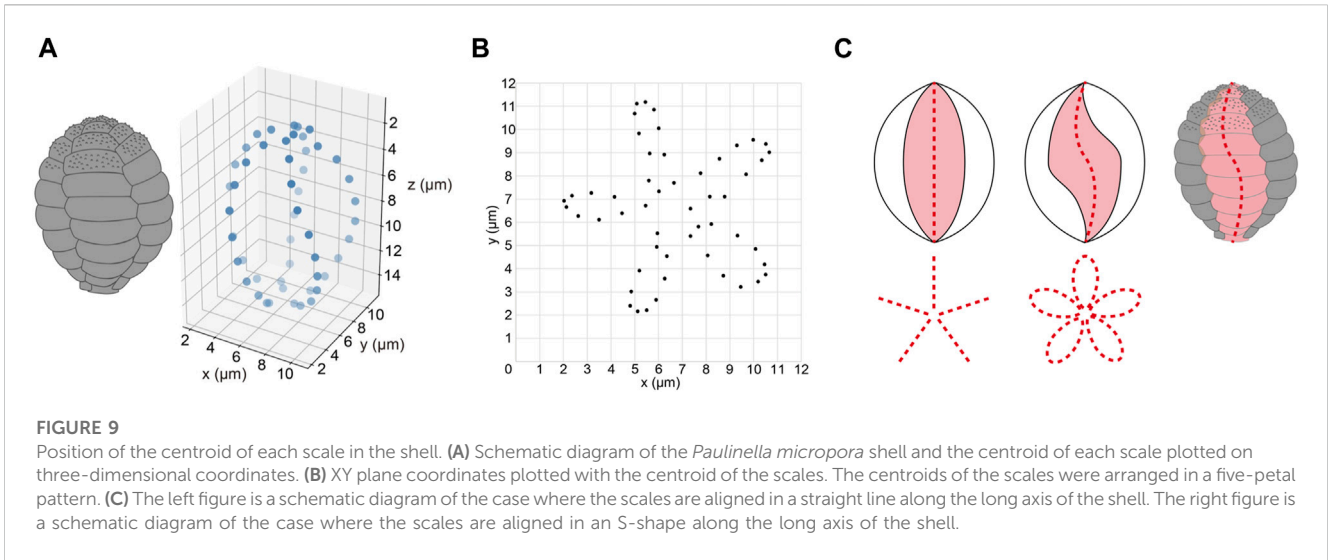 A
B
C
2
4
6
8
10
12
14
z (µm)
2
4
6
8
10
x (µm)
2
4
6
8
10
y (µm)
12
11
10
9
8
7
6
5
4
3
2
1
y (µm)
0 1 2 3 4 5 6 7 8 9 10 11 12
x (µm)
FIGURE 9
Position of the centroid of each scale in the shell. (A) Schematic diagram of the Paulinella micropora shell and the centroid of each scale plotted on
three-dimensional coordinates. (B) XY plane coordinates plotted with the centroid of the scales. The centroids of the scales were arranged in a five-petal
pattern. (C) The left figure is a schematic diagram of the case where the scales are aligned in a straight line along the long axis of the shell. The right figure is
a schematic diagram of the case where the scales are aligned in an S-shape along the long axis of the shell.